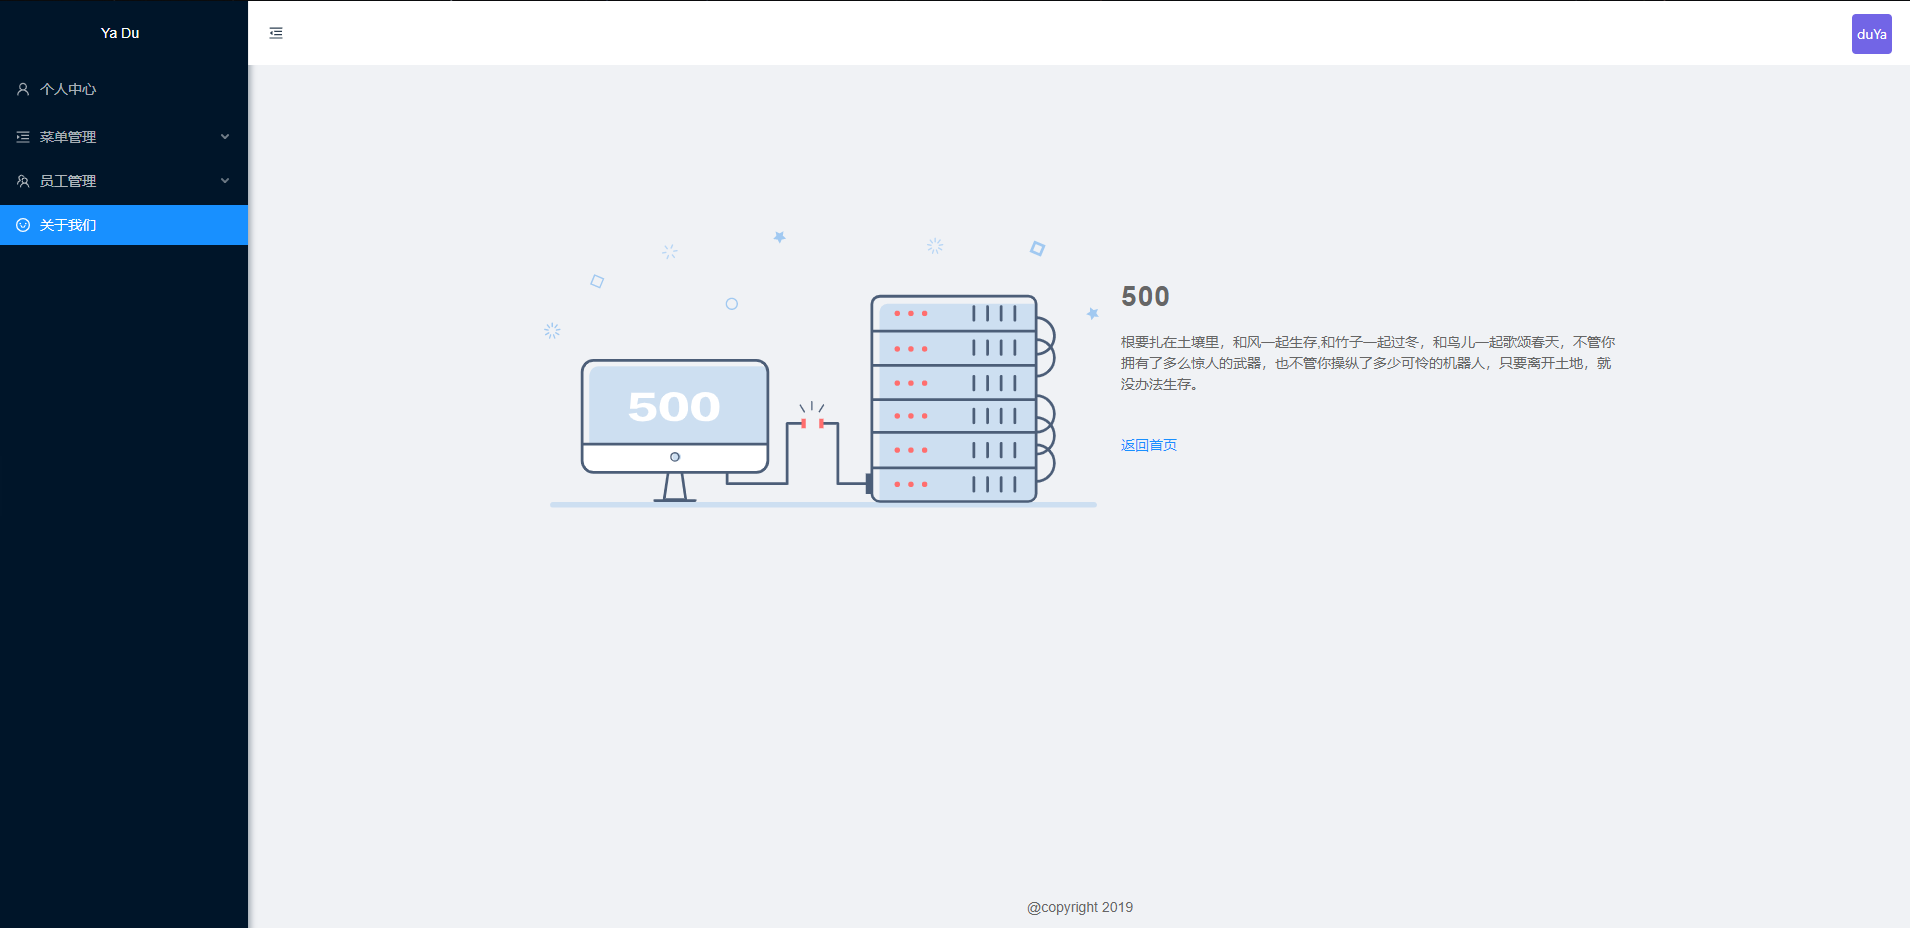 Ya Du
个人中心
菜单管理
员工管理
关于我们
duYa
500
500
根要扎在土壤里，和风一起生存,和竹子一起过冬，和鸟儿一起歌颂春天，不管你
拥有了多么惊人的武器，也不管你操纵了多少可怜的机器人，只要离开土地，就
没办法生存。
返回首页
@copyright 2019